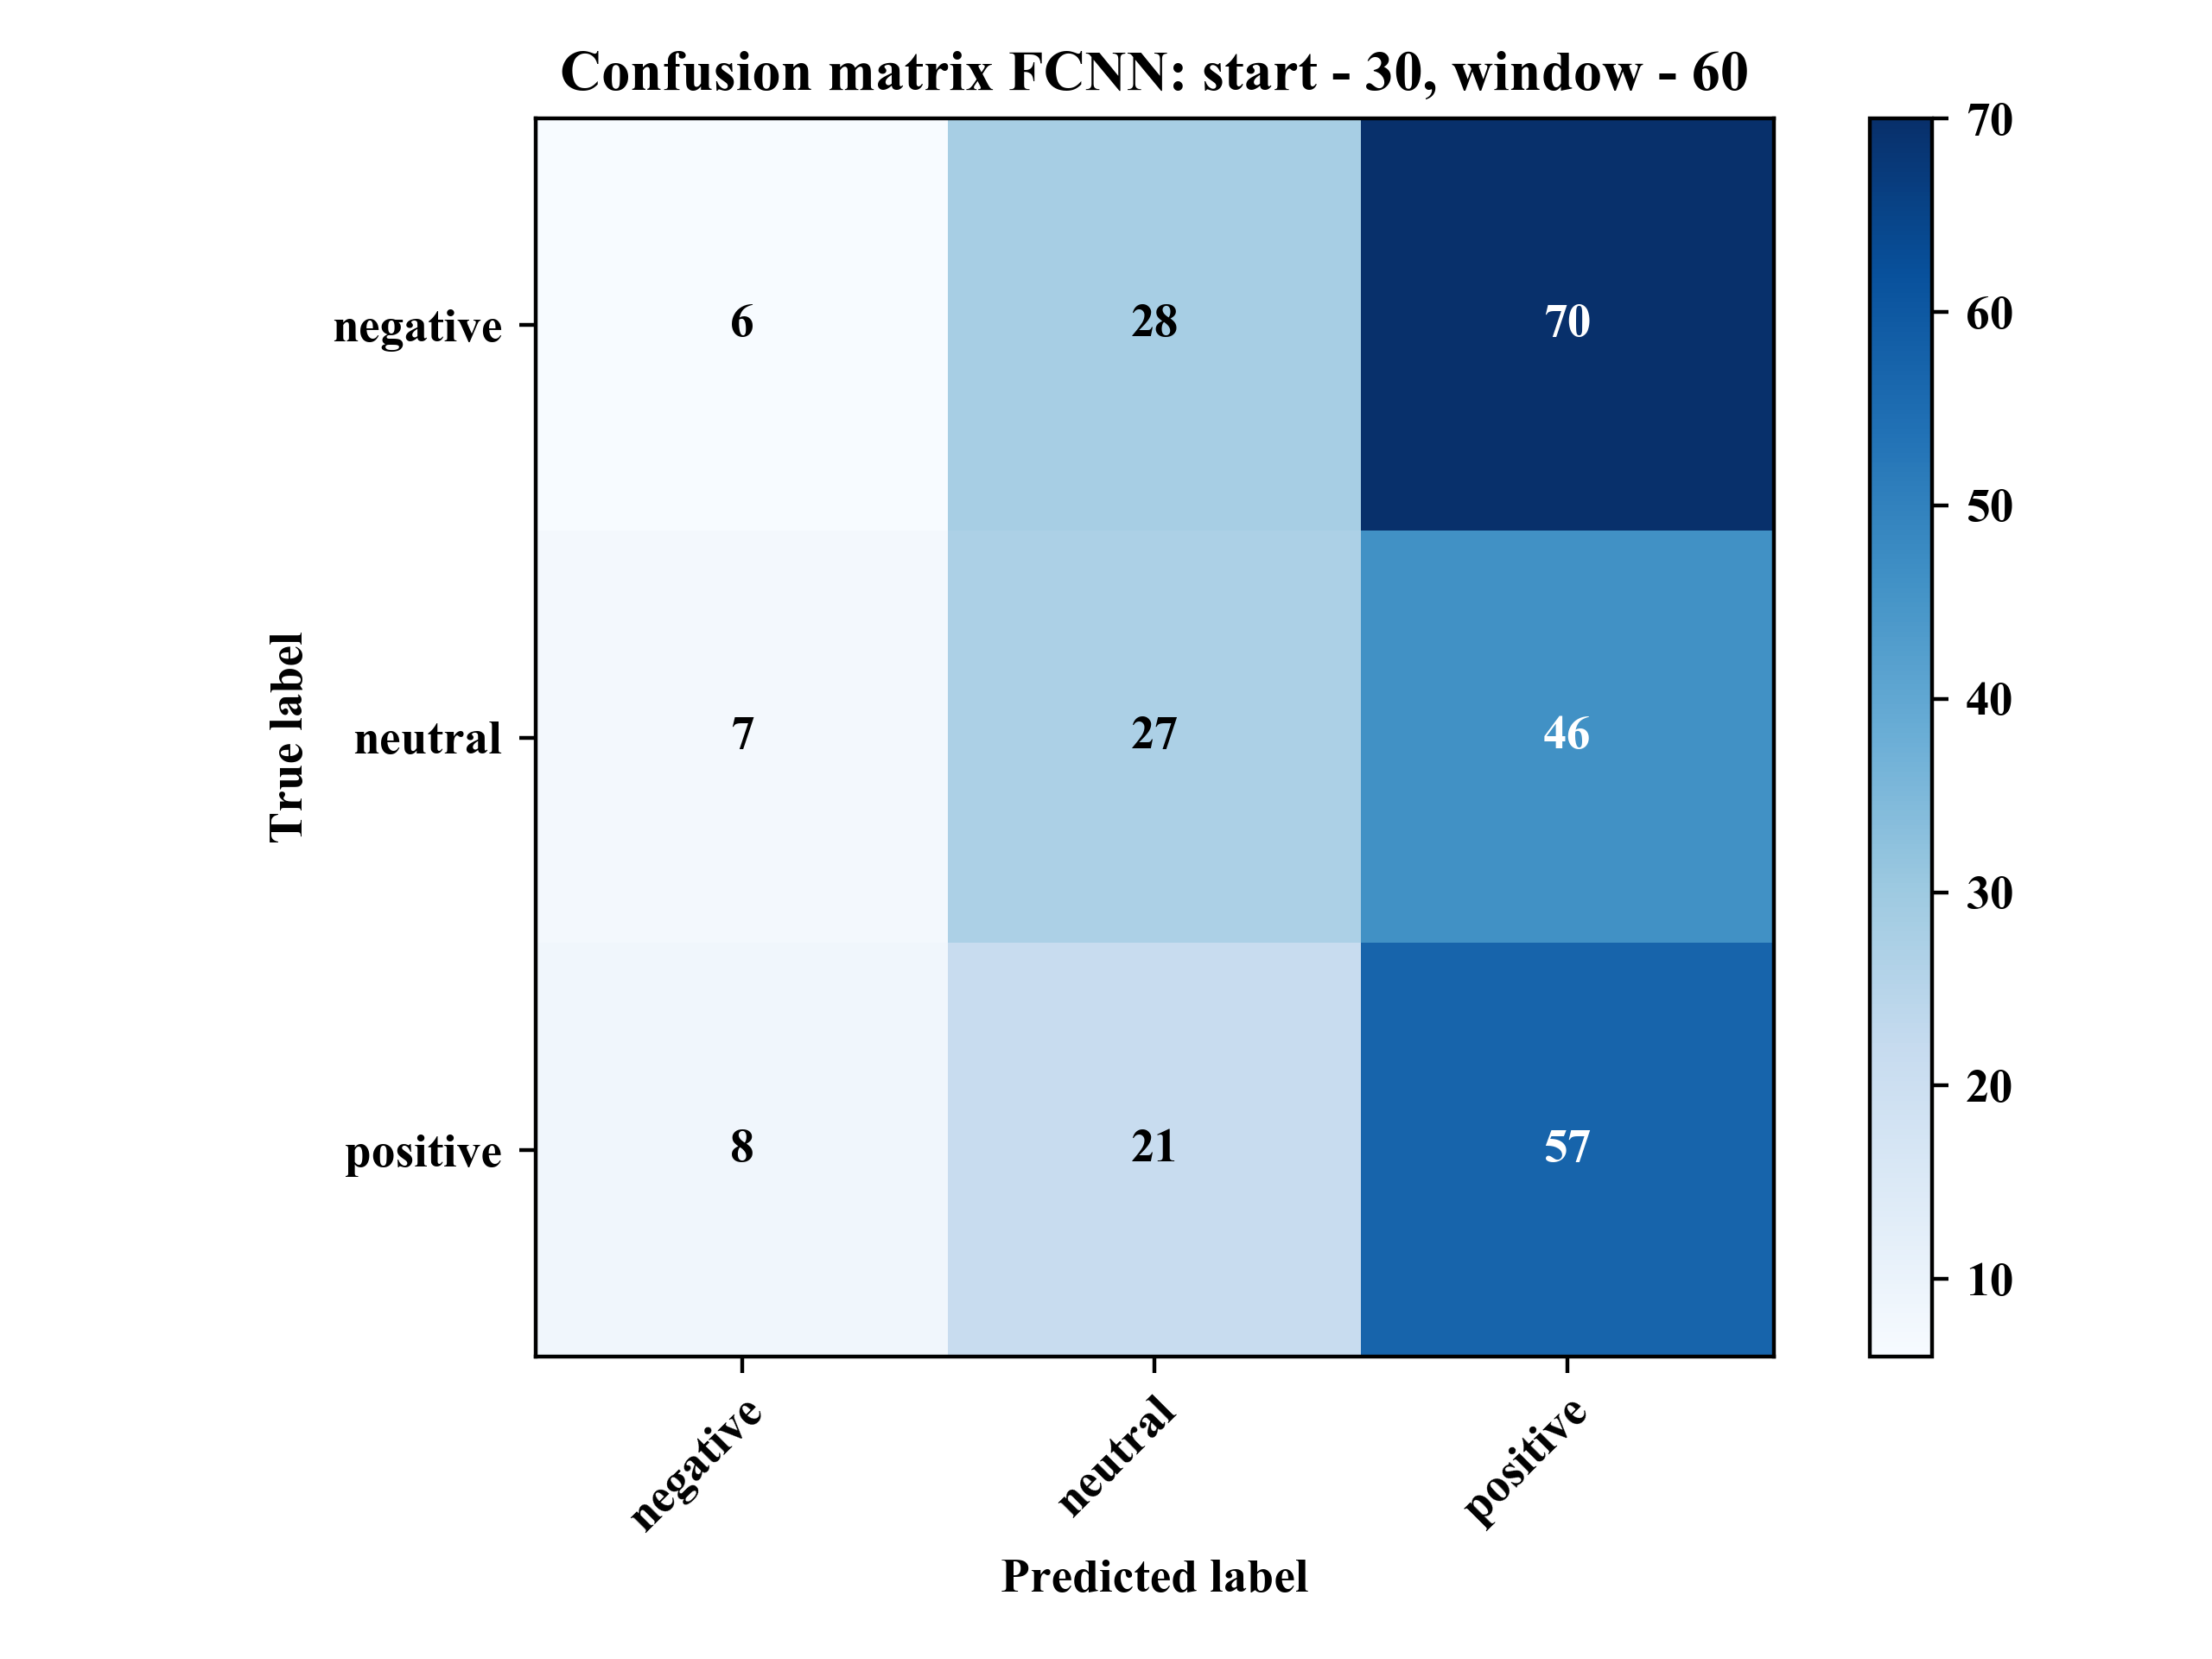 Confusion matrix FCNN: start - 30, window - 60
True label
negative
6
28
70
neutral
7
27
46
positive
8
21
57
negative
neutral
positive
Predicted label
70
60
50
40
30
20
10